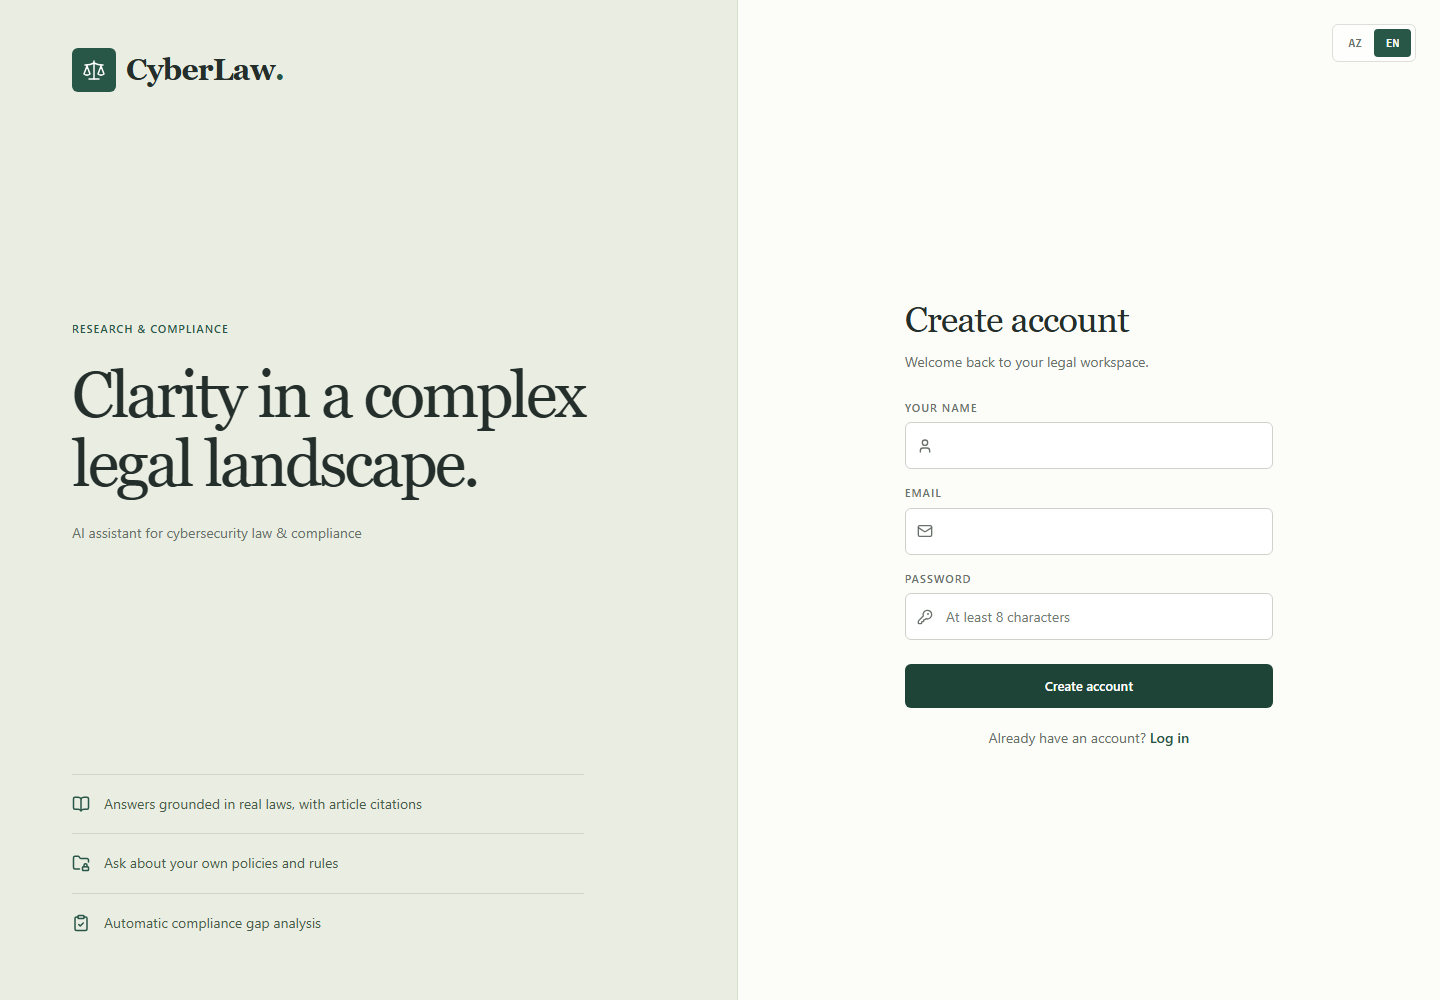 CyberLaw.
RESEARCH & COMPLIANCE
Clarity in a complex
legal landscape.
AI assistant for cybersecurity law & compliance
Answers grounded in real laws, with article citations
Ask about your own policies and rules
Automatic compliance gap analysis
AZ EN
Create account
Welcome back to your legal workspace.
YOUR NAME
EMAIL
PASSWORD
At least 8 characters
Create account
Already have an account? Log in